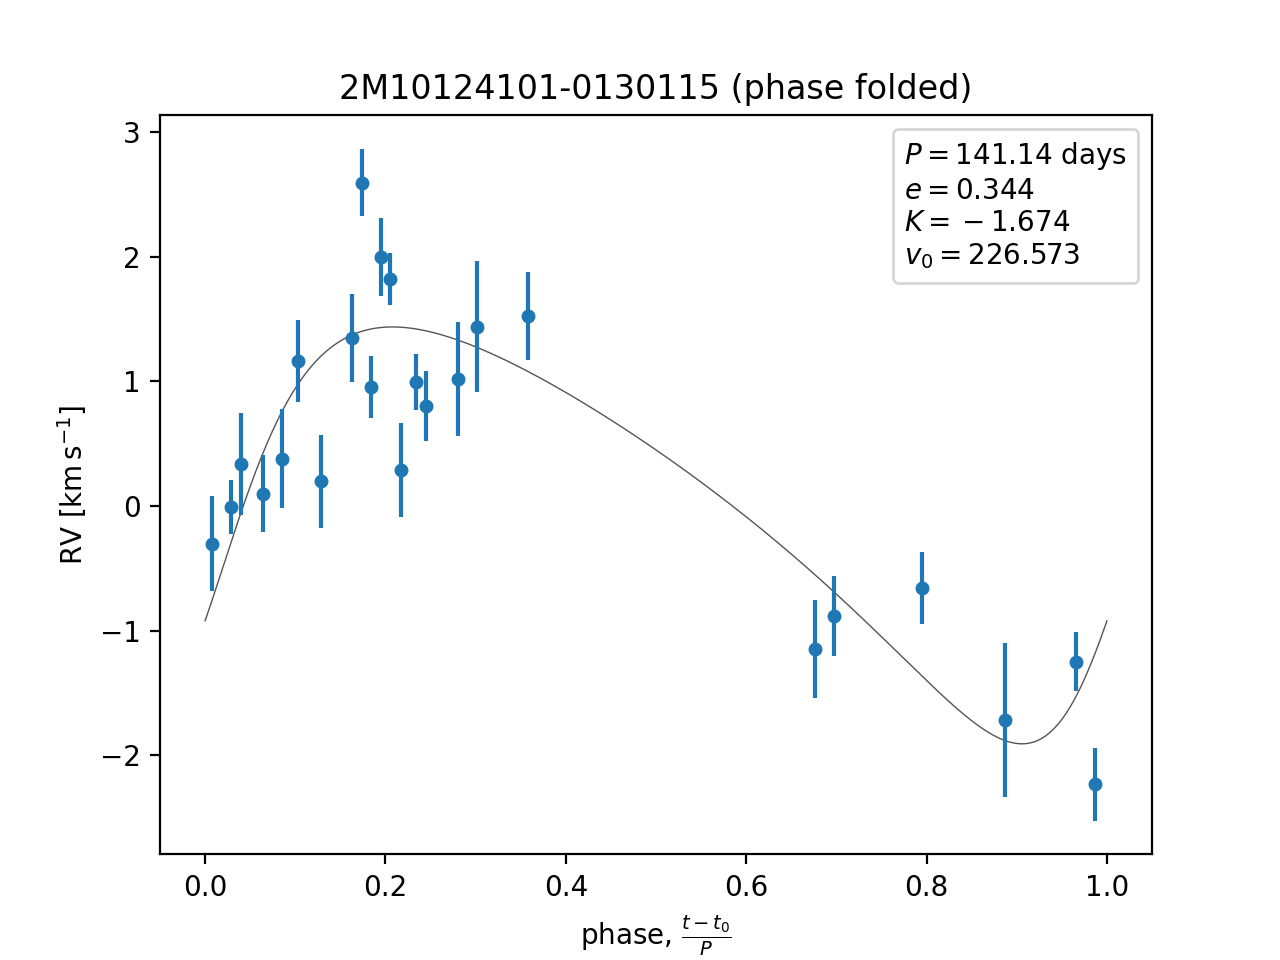 2M10124101-0130115 (phase folded)
P = 141.14 days
e = 0.344
K = −1.674
v₀ = 226.573
3
2
1
0
−1
−2
RV [km s⁻¹]
0.0 0.2 0.4 0.6 0.8 1.0
phase, (t − t₀)/P